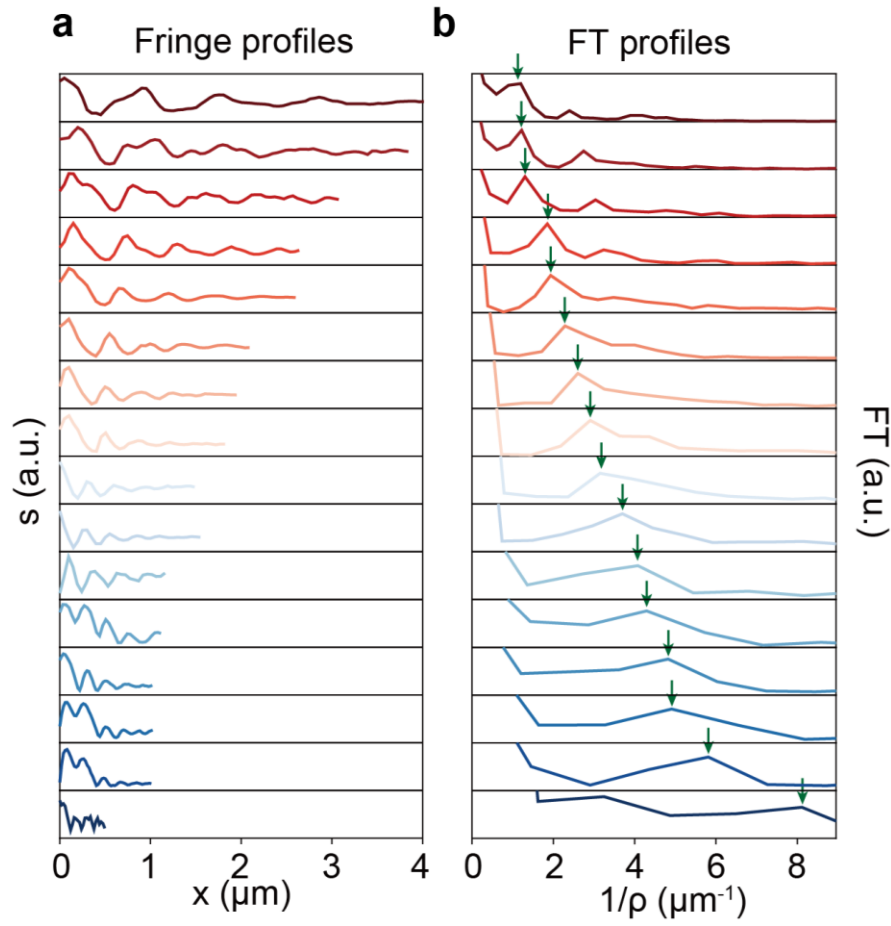 a
Fringe profiles
b
FT profiles
s (a.u.)
FT (a.u.)
0 1 2 3 4
x (µm)
0 2 4 6 8
1/ρ (µm⁻¹)